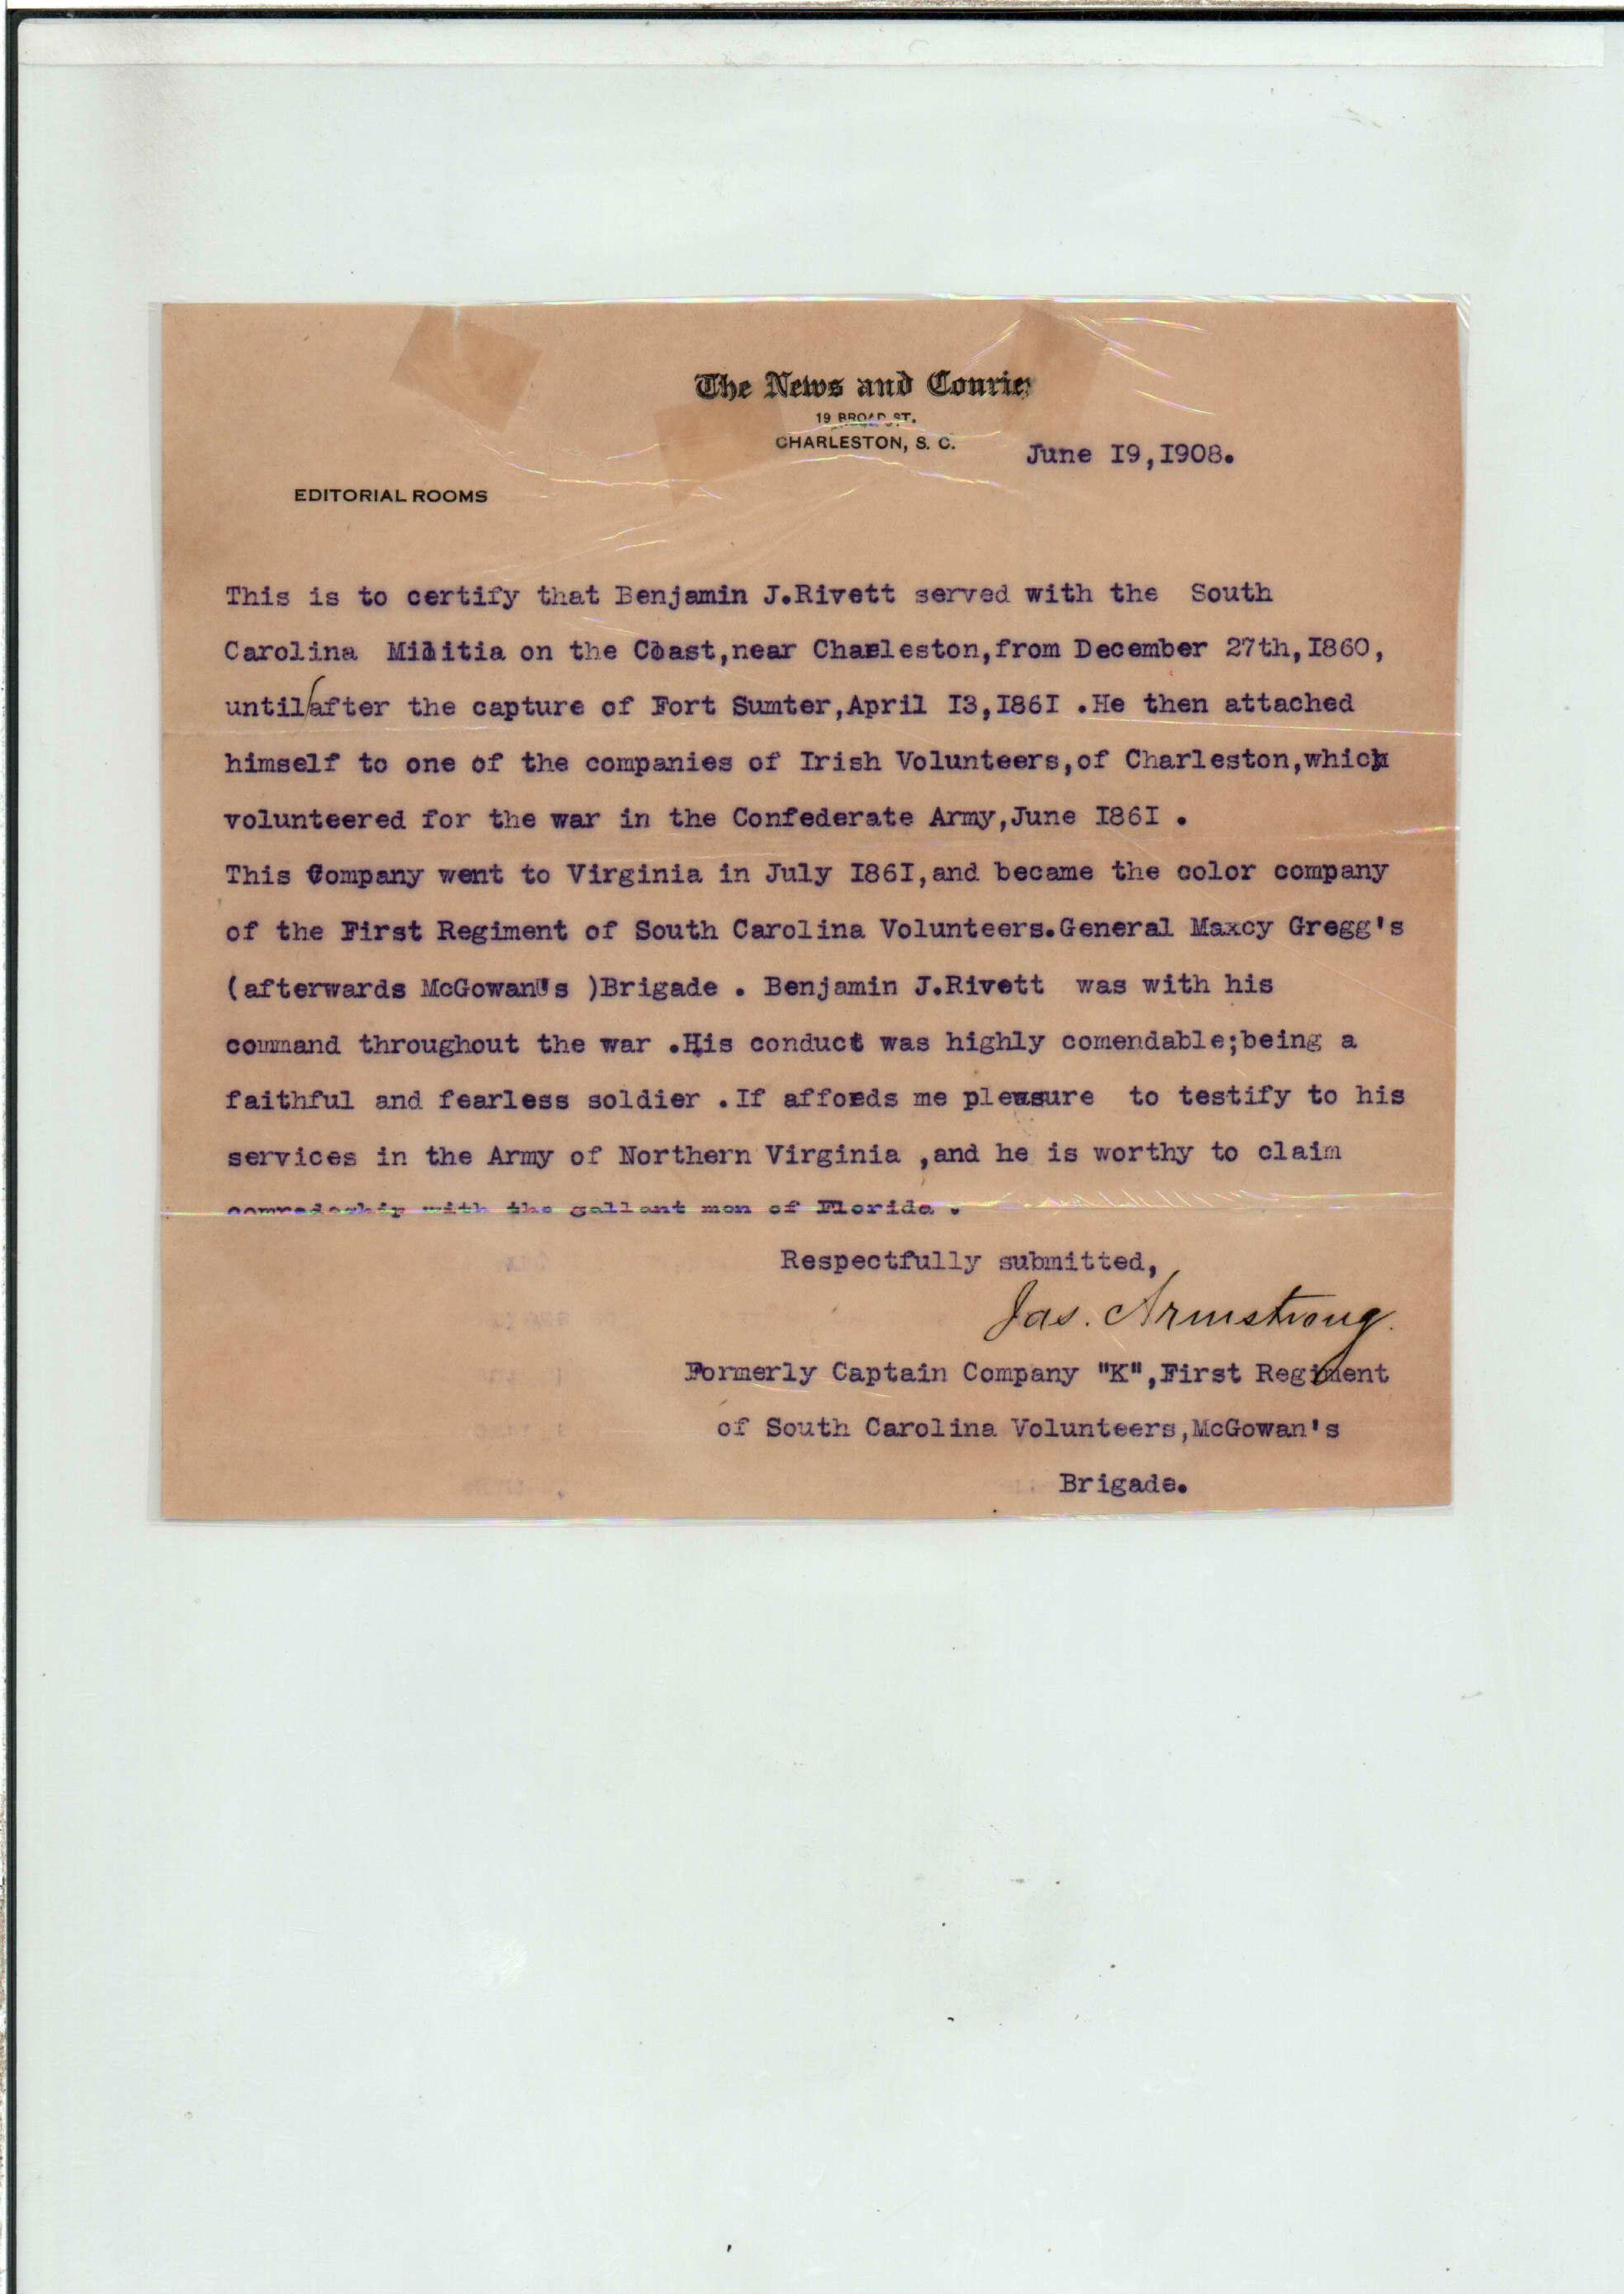 The News and Courier
19 BROAD ST.
CHARLESTON, S. C.
June I9,I908.
EDITORIAL ROOMS
This is to certify that Benjamin J.Rivett served with the South
Carolina Militia on the Coast,near Charleston,from December 27th,I860,
until/after the capture of Fort Sumter,April I3,I86I .He then attached
himself to one of the companies of Irish Volunteers,of Charleston,which
volunteered for the war in the Confederate Army,June I86I .
This Company went to Virginia in July I86I,and became the color company
of the First Regiment of South Carolina Volunteers.General Maxcy Gregg's
(afterwards McGowan's )Brigade . Benjamin J.Rivett was with his
command throughout the war .His conduct was highly comendable;being a
faithful and fearless soldier .If affords me pleasure to testify to his
services in the Army of Northern Virginia ,and he is worthy to claim
comradeship with the gallant men of Florida .
Respectfully submitted,
Jas. Armstrong.
Formerly Captain Company "K",First Regiment
of South Carolina Volunteers,McGowan's
Brigade.